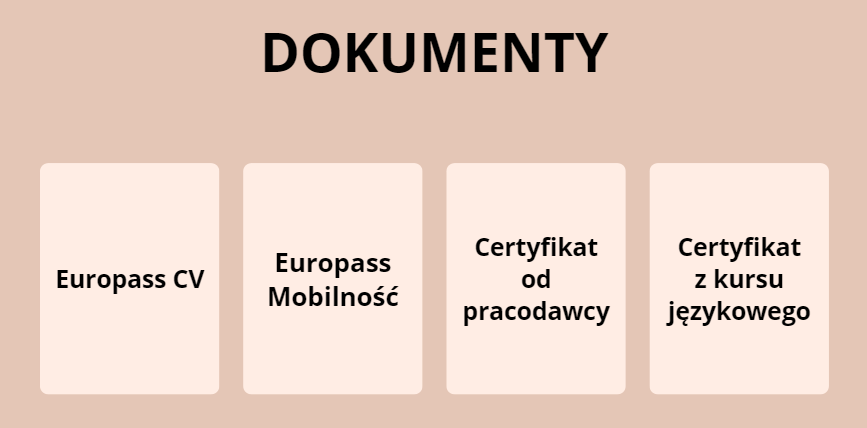 DOKUMENTY
Europass CV
Europass
Mobilność
Certyfikat
od
pracodawcy
Certyfikat
z kursu
językowego